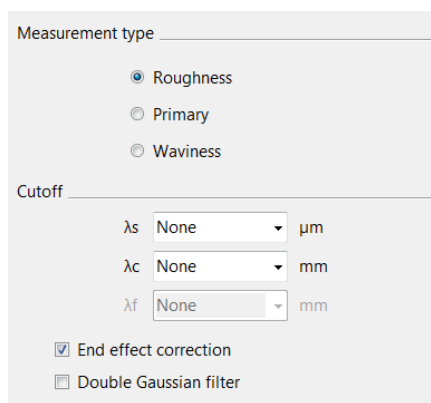 Measurement type
Roughness
Primary
Waviness
Cutoff
λs None μm
λc None mm
λf None mm
End effect correction
Double Gaussian filter